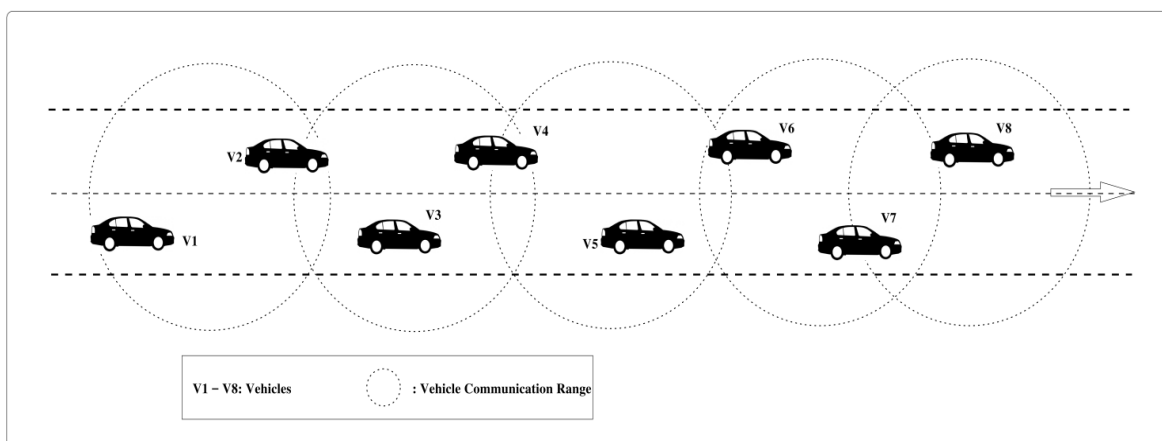 V4
V6
V8
V2
V3
V7
V1
V5
V1 – V8: Vehicles
: Vehicle Communication Range